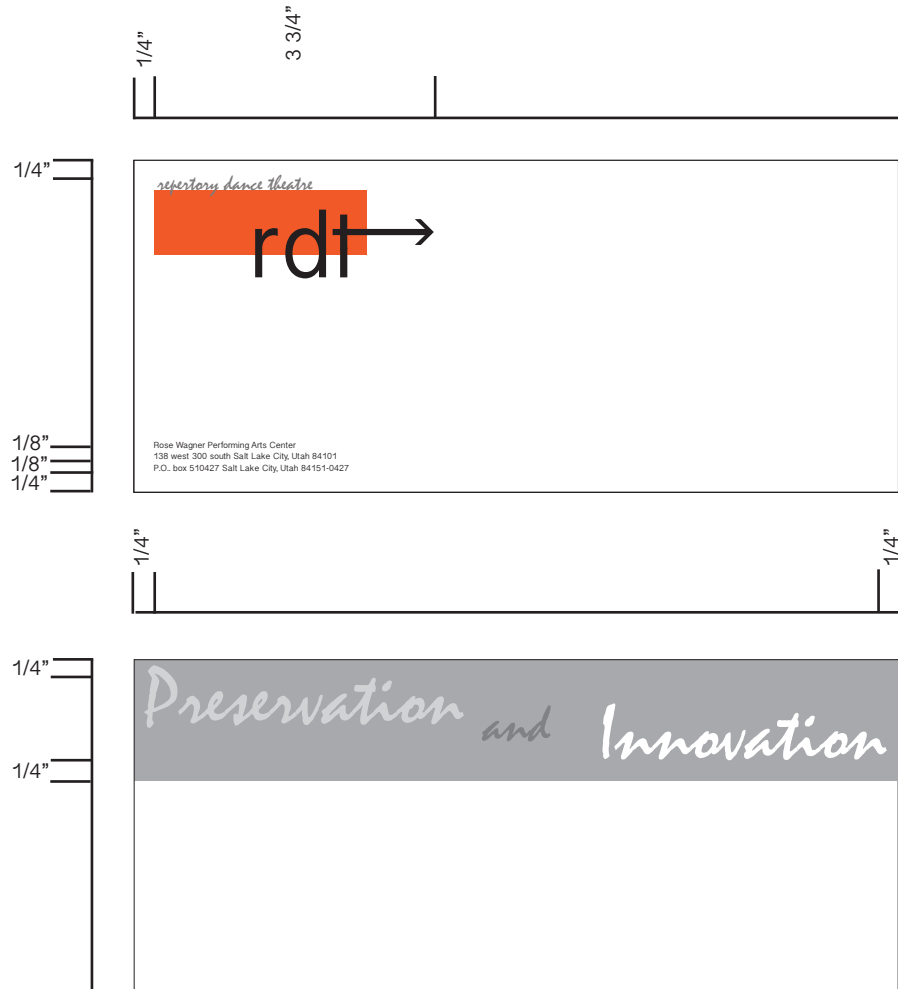 1/4”
3 3/4”
1/4”
repertory dance theatre
rdt
1/8”
1/8”
1/4”
Rose Wagner Performing Arts Center
138 west 300 south Salt Lake City, Utah 84101
P.O.. box 510427 Salt Lake City, Utah 84151-0427
1/4”
1/4”
1/4”
Preservation and Innovation
1/4”